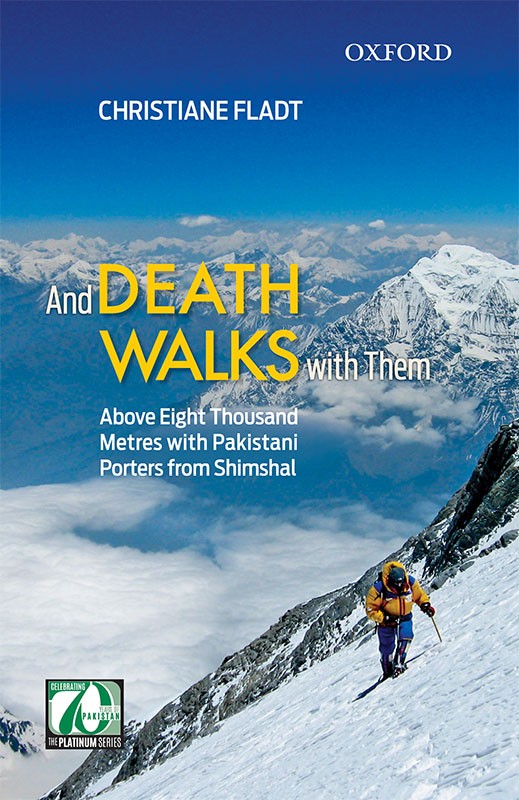 OXFORD
CHRISTIANE FLADT
And DEATH
WALKS with Them
Above Eight Thousand
Metres with Pakistani
Porters from Shimshal
CELEBRATING
70 YEARS OF
PAKISTAN
THE PLATINUM SERIES